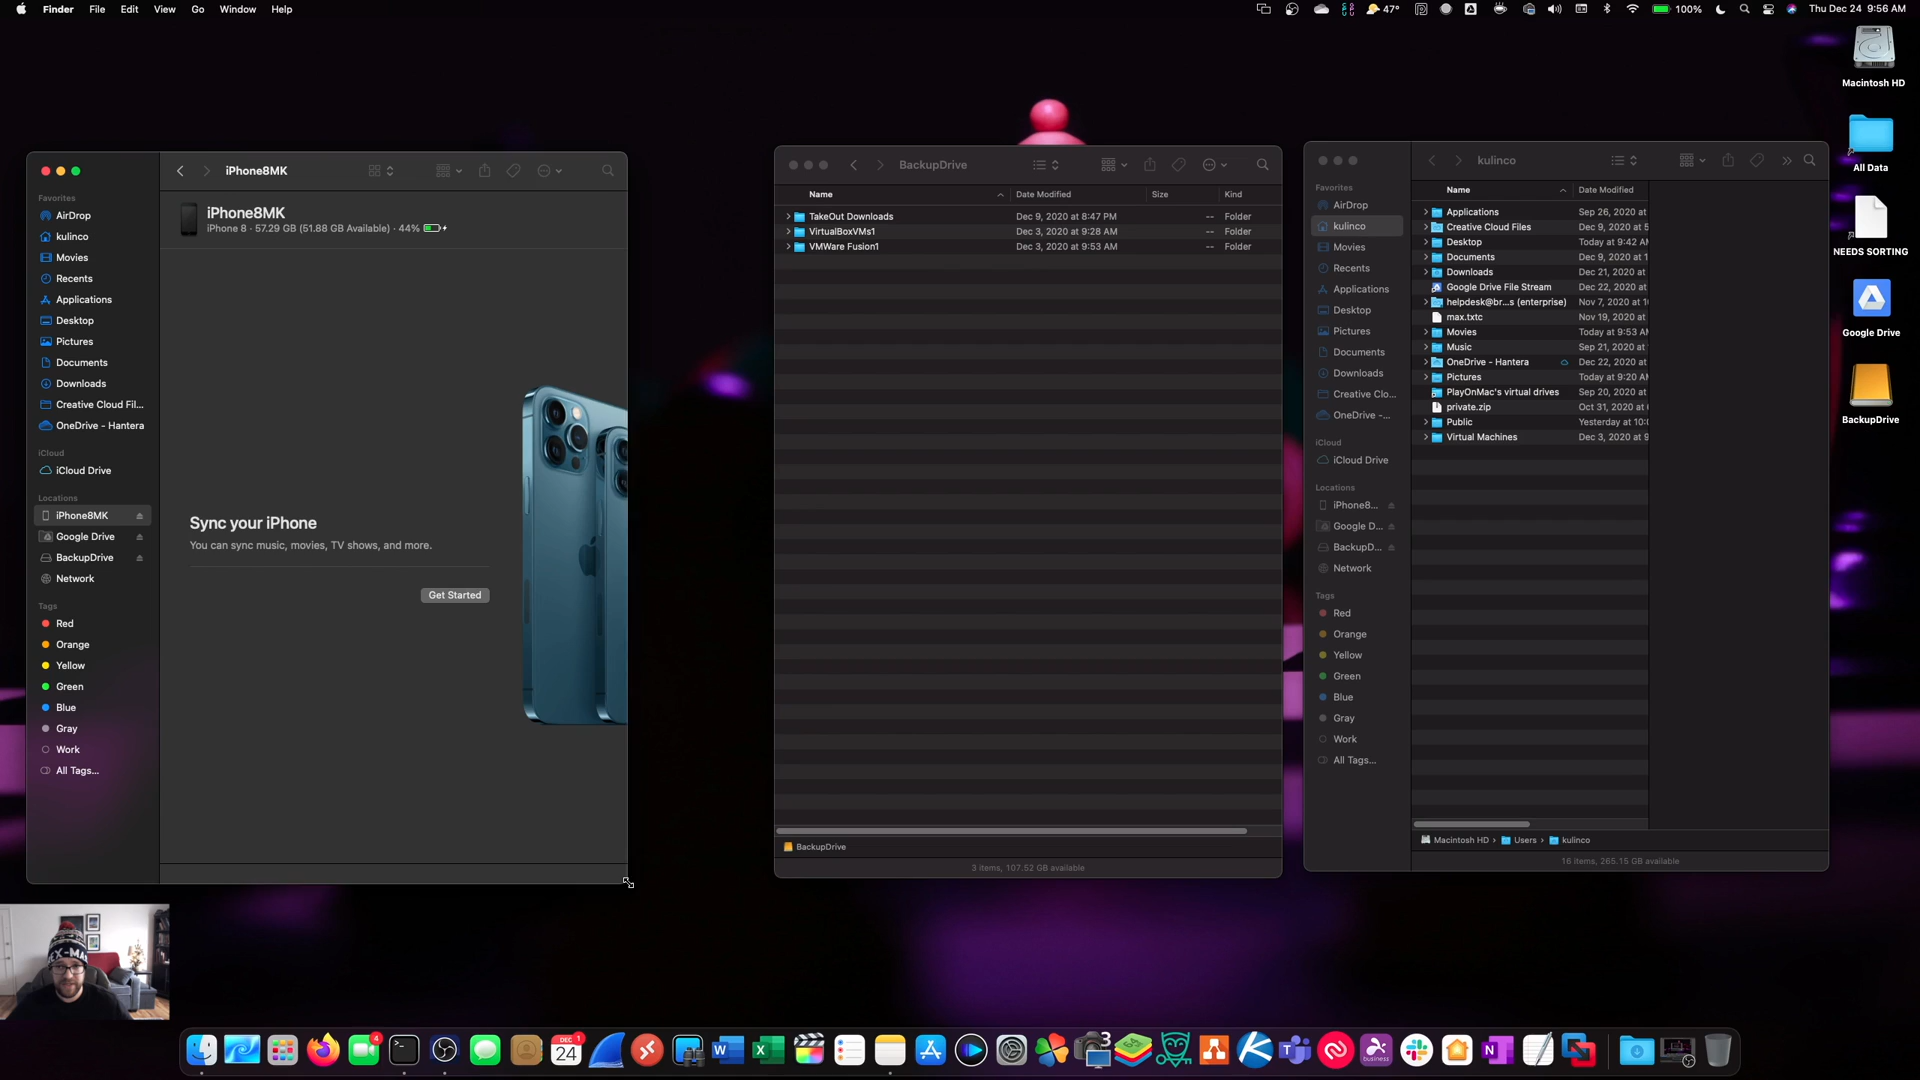 Finder File Edit View Go Window Help
47°
100%
Thu Dec 24 9:56 AM
Macintosh HD
All Data
NEEDS SORTING
Google Drive
BackupDrive
iPhone8MK
Favorites
AirDrop
kulinco
Movies
Recents
Applications
Desktop
Pictures
Documents
Downloads
Creative Cloud Fil...
OneDrive - Hantera
iCloud
iCloud Drive
Locations
iPhone8MK
Google Drive
BackupDrive
Network
Tags
Red
Orange
Yellow
Green
Blue
Gray
Work
All Tags...
iPhone8MK
iPhone 8 - 57.29 GB (51.88 GB Available) - 44%
Sync your iPhone
You can sync music, movies, TV shows, and more.
Get Started
BackupDrive
Name Date Modified Size Kind
TakeOut Downloads Dec 9, 2020 at 8:47 PM -- Folder
VirtualBoxVMs1 Dec 3, 2020 at 9:28 AM -- Folder
VMWare Fusion1 Dec 3, 2020 at 9:53 AM -- Folder
BackupDrive
3 items, 107.52 GB available
kulinco
Favorites
AirDrop
kulinco
Movies
Recents
Applications
Desktop
Pictures
Documents
Downloads
Creative Clo...
OneDrive -...
iCloud
iCloud Drive
Locations
iPhone8...
Google D...
BackupD...
Network
Tags
Red
Orange
Yellow
Green
Blue
Gray
Work
All Tags...
Name Date Modified
Applications Sep 26, 2020 at
Creative Cloud Files Dec 9, 2020 at
Desktop Today at 9:42
Documents Dec 9, 2020 at
Downloads Dec 21, 2020 at
Google Drive File Stream Dec 22, 2020 at
helpdesk@br...s (enterprise) Nov 7, 2020 at
max.txtc Nov 19, 2020 at
Movies Today at 9:53
Music Sep 21, 2020 at
OneDrive - Hantera Dec 22, 2020 at
Pictures Today at 9:20
PlayOnMac's virtual drives Sep 20, 2020 at
private.zip Oct 31, 2020 at
Public Yesterday at
Virtual Machines Dec 3, 2020 at
Macintosh HD › Users › kulinco
16 items, 265.15 GB available
4
DEC 1
24
3
64
business